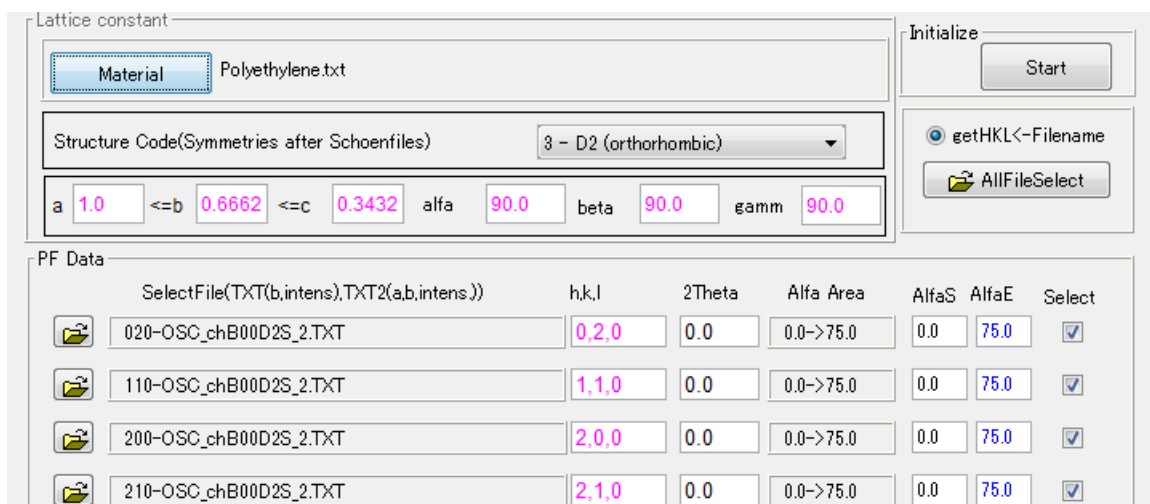 Lattice constant
Material Polyethylene.txt
Initialize
Start
Structure Code(Symmetries after Schoenfiles) 3 - D2 (orthorhombic)
getHKL<-Filename
AllFileSelect
a 1.0 <=b 0.6662 <=c 0.3432 alfa 90.0 beta 90.0 gamm 90.0
PF Data
SelectFile(TXT(b,intens),TXT2(a,b,intens.)) h,k,l 2Theta Alfa Area AlfaS AlfaE Select
020-OSC_chB00D2S_2.TXT 0,2,0 0.0 0.0->75.0 0.0 75.0
110-OSC_chB00D2S_2.TXT 1,1,0 0.0 0.0->75.0 0.0 75.0
200-OSC_chB00D2S_2.TXT 2,0,0 0.0 0.0->75.0 0.0 75.0
210-OSC_chB00D2S_2.TXT 2,1,0 0.0 0.0->75.0 0.0 75.0